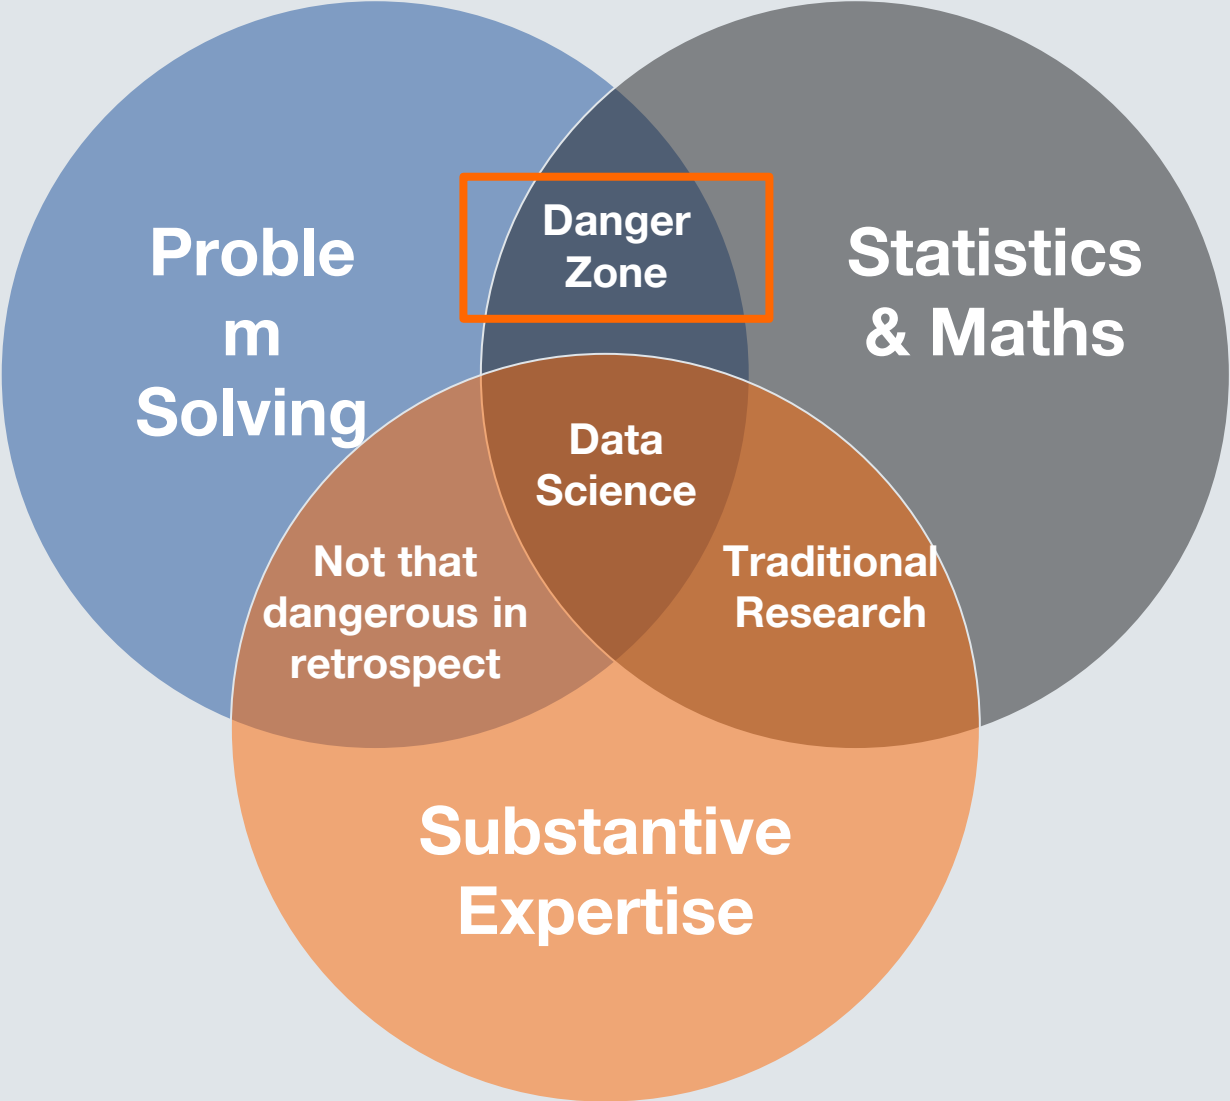 Proble
m
Solving
Danger
Zone
Statistics
& Maths
Data
Science
Not that
dangerous in
retrospect
Traditional
Research
Substantive
Expertise